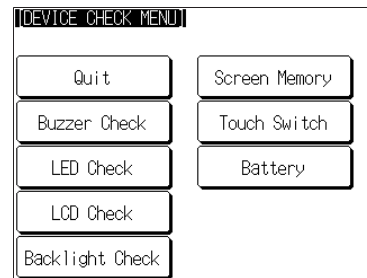 [DEVICE CHECK MENU]
Quit
Screen Memory
Buzzer Check
Touch Switch
LED Check
Battery
LCD Check
Backlight Check